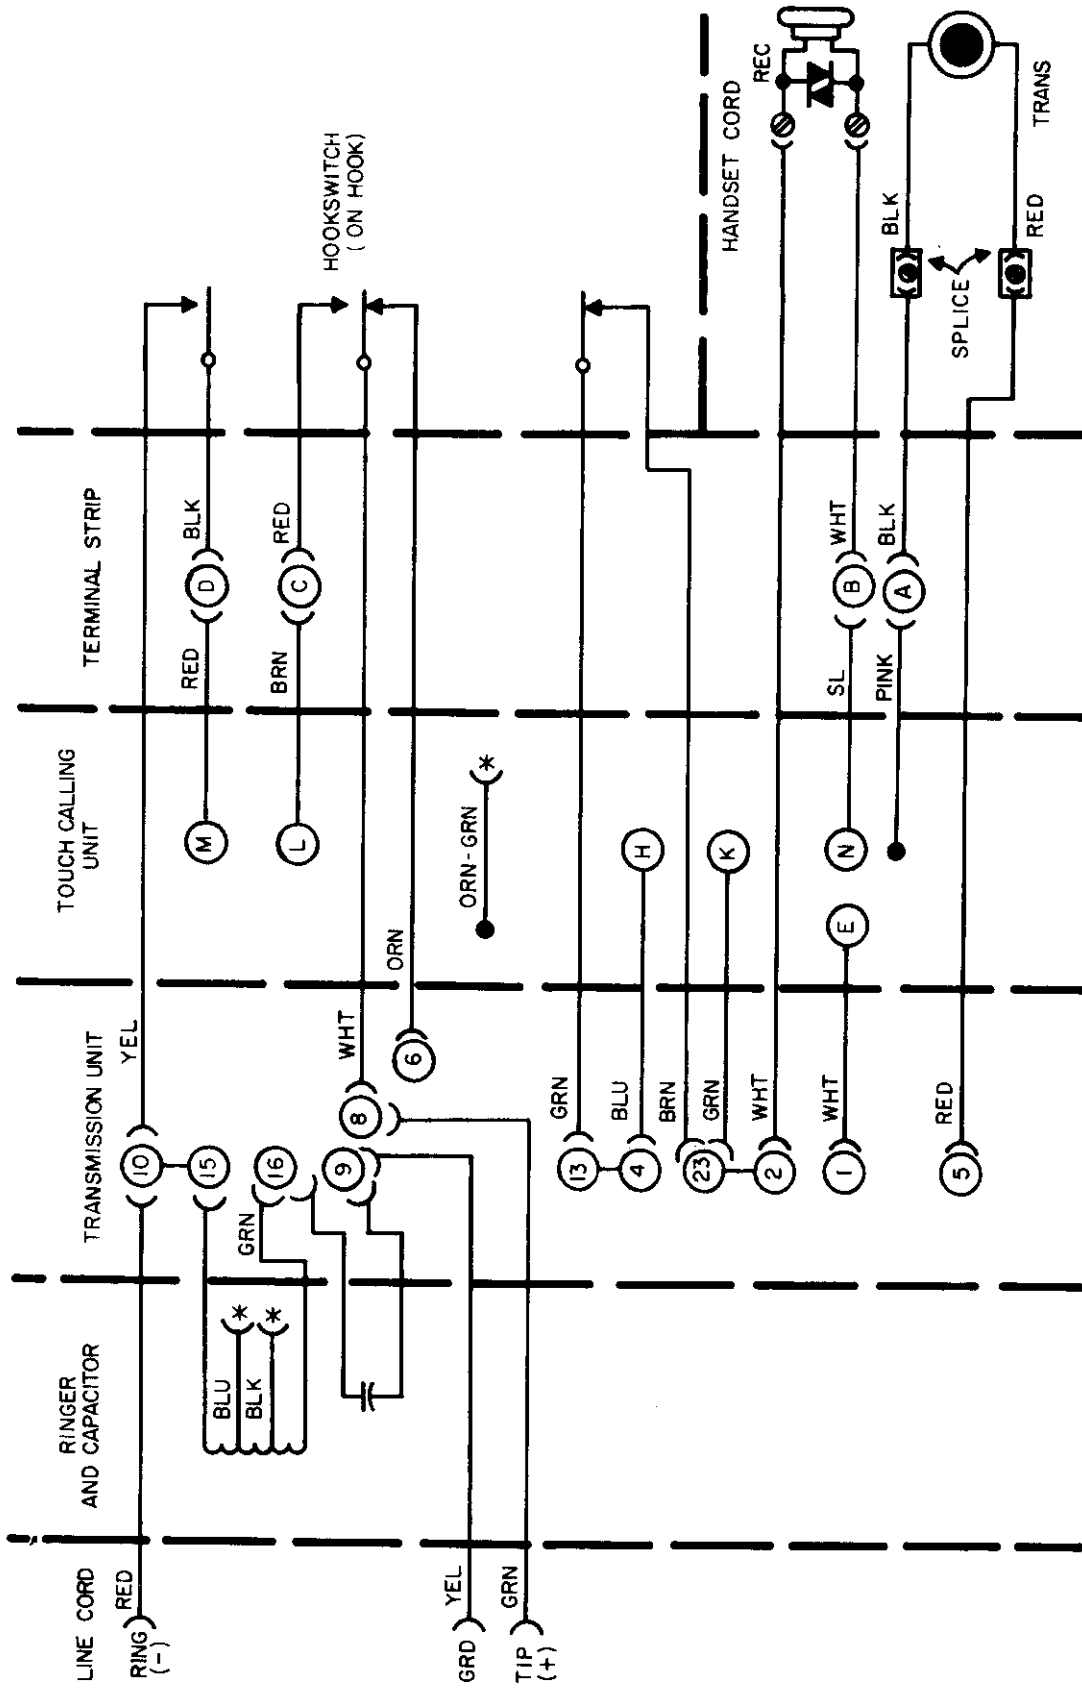 LINE CORD
RINGER
AND CAPACITOR
TRANSMISSION UNIT
TOUCH CALLING
UNIT
TERMINAL STRIP
HOOKSWITCH
(ON HOOK)
HANDSET CORD
RING
(-)
RED
10
YEL
15
M
RED
D
BLK
BLU
*
BLK
*
GRN
16
L
BRN
C
RED
9
8
WHT
6
ORN
GRD
YEL
TIP
(+)
GRN
ORN-GRN
*
13
GRN
4
BLU
H
23
BRN
GRN
K
2
WHT
REC
1
WHT
E
N
SL
B
WHT
PINK
A
BLK
BLK
SPLICE
5
RED
RED
TRANS